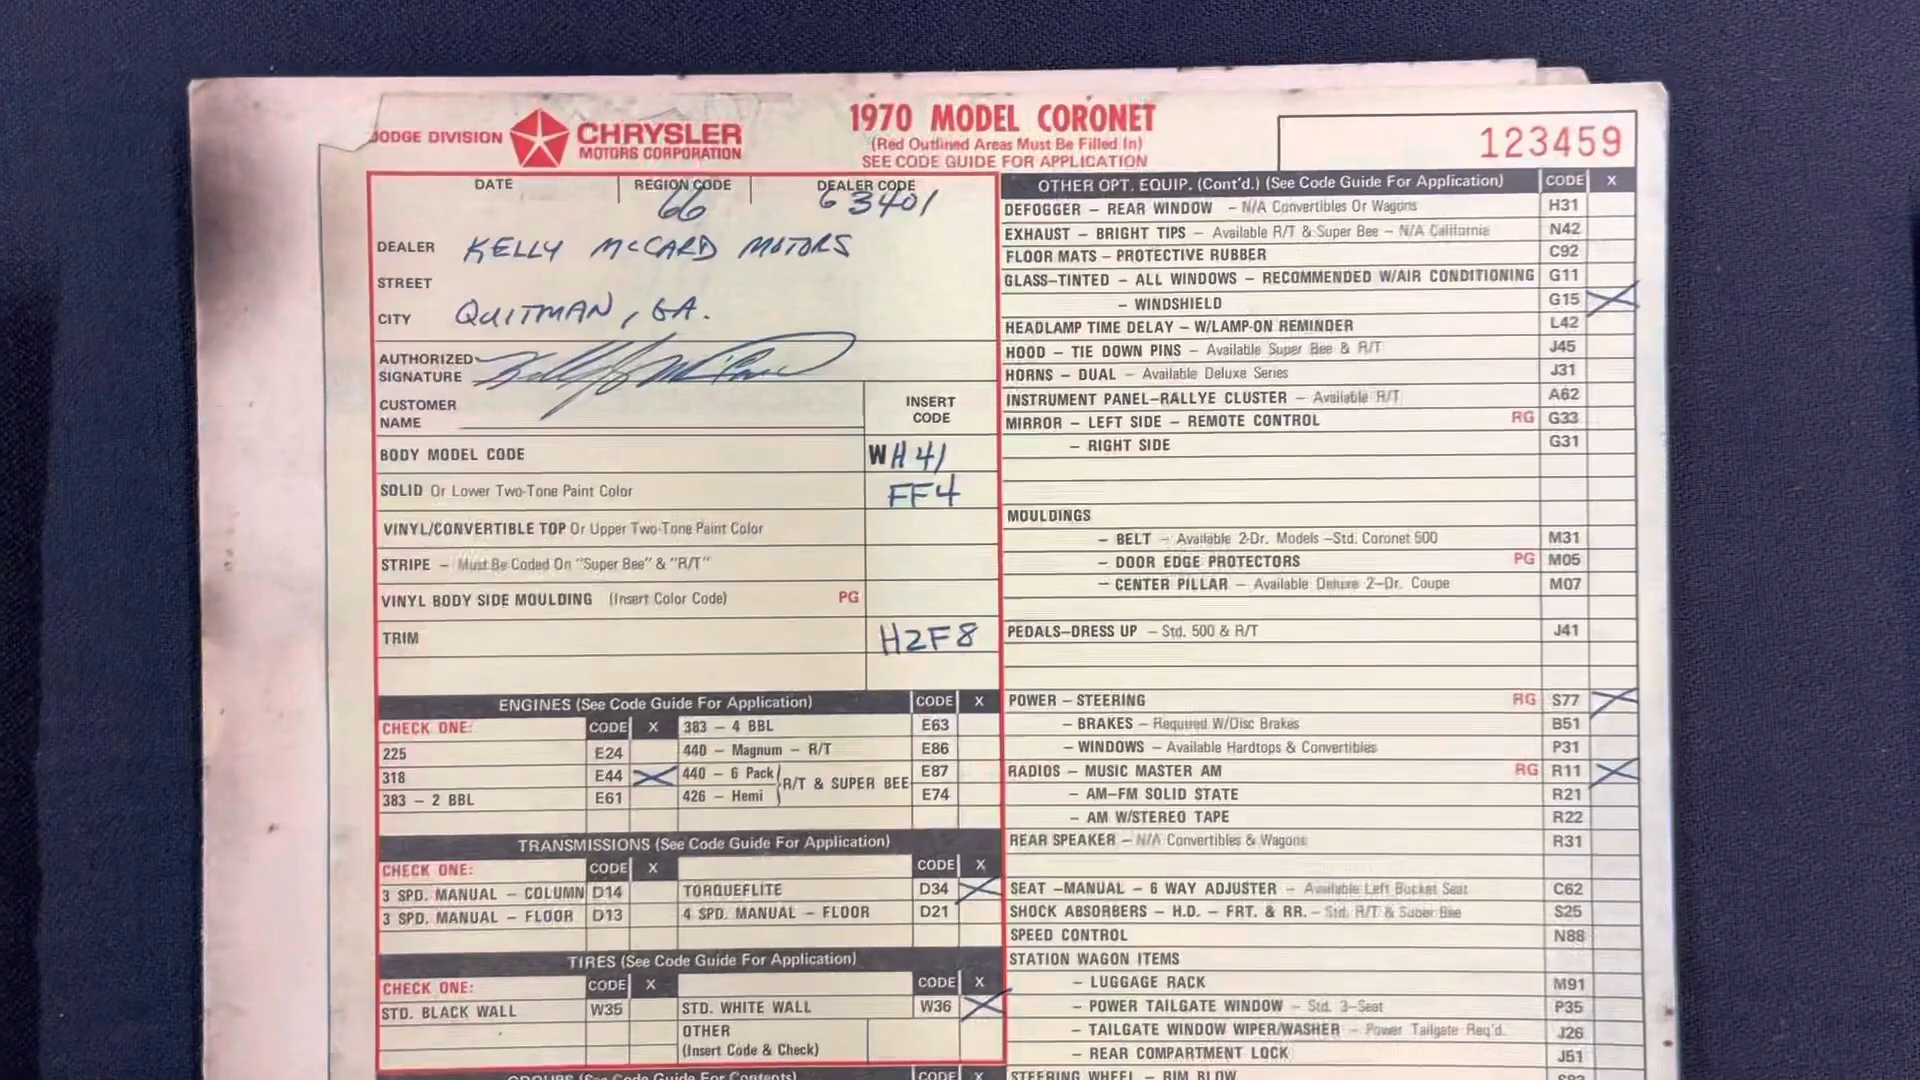 DODGE DIVISION CHRYSLER MOTORS CORPORATION
1970 MODEL CORONET
(Red Outlined Areas Must Be Filled In)
SEE CODE GUIDE FOR APPLICATION
123459
DATE REGION CODE DEALER CODE
66 63401
DEALER KELLY McCARD MOTORS
STREET
CITY QUITMAN, GA.
AUTHORIZED SIGNATURE
CUSTOMER NAME INSERT CODE
BODY MODEL CODE WH41
SOLID Or Lower Two-Tone Paint Color FF4
VINYL/CONVERTIBLE TOP Or Upper Two-Tone Paint Color
STRIPE – Must Be Coded On "Super Bee" & "R/T"
VINYL BODY SIDE MOULDING (Insert Color Code) PG
TRIM H2F8
ENGINES (See Code Guide For Application) CODE X
CHECK ONE: CODE X 383 – 4 BBL E63
225 E24 440 – Magnum – R/T E86
318 E44 X 440 – 6 Pack R/T & SUPER BEE E87
383 – 2 BBL E61 426 – Hemi E74
TRANSMISSIONS (See Code Guide For Application)
CHECK ONE: CODE X CODE X
3 SPD. MANUAL – COLUMN D14 TORQUEFLITE D34 X
3 SPD. MANUAL – FLOOR D13 4 SPD. MANUAL – FLOOR D21
TIRES (See Code Guide For Application)
CHECK ONE: CODE X CODE X
STD. BLACK WALL W35 STD. WHITE WALL W36 X
OTHER
(Insert Code & Check)
GROUPS (See Code Guide For Contents) CODE X
OTHER OPT. EQUIP. (Cont'd.) (See Code Guide For Application) CODE X
DEFOGGER – REAR WINDOW – N/A Convertibles Or Wagons H31
EXHAUST – BRIGHT TIPS – Available R/T & Super Bee – N/A California N42
FLOOR MATS – PROTECTIVE RUBBER C92
GLASS–TINTED – ALL WINDOWS – RECOMMENDED W/AIR CONDITIONING G11
– WINDSHIELD G15 X
HEADLAMP TIME DELAY – W/LAMP-ON REMINDER L42
HOOD – TIE DOWN PINS – Available Super Bee & R/T J45
HORNS – DUAL – Available Deluxe Series J31
INSTRUMENT PANEL–RALLYE CLUSTER – Available R/T A62
MIRROR – LEFT SIDE – REMOTE CONTROL RG G33
– RIGHT SIDE G31
MOULDINGS
– BELT – Available 2-Dr. Models –Std. Coronet 500 M31
– DOOR EDGE PROTECTORS PG M05
– CENTER PILLAR – Available Deluxe 2–Dr. Coupe M07
PEDALS–DRESS UP – Std. 500 & R/T J41
POWER – STEERING RG S77 X
– BRAKES – Required W/Disc Brakes B51
– WINDOWS – Available Hardtops & Convertibles P31
RADIOS – MUSIC MASTER AM RG R11 X
– AM–FM SOLID STATE R21
– AM W/STEREO TAPE R22
REAR SPEAKER – N/A Convertibles & Wagons R31
SEAT –MANUAL – 6 WAY ADJUSTER – Available Left Bucket Seat C62
SHOCK ABSORBERS – H.D. – FRT. & RR. – Std. R/T & Super Bee S25
SPEED CONTROL N88
STATION WAGON ITEMS
– LUGGAGE RACK M91
– POWER TAILGATE WINDOW – Std. 3–Seat P35
– TAILGATE WINDOW WIPER/WASHER – Power Tailgate Req'd. J26
– REAR COMPARTMENT LOCK J51
STEERING WHEEL – RIM BLOW